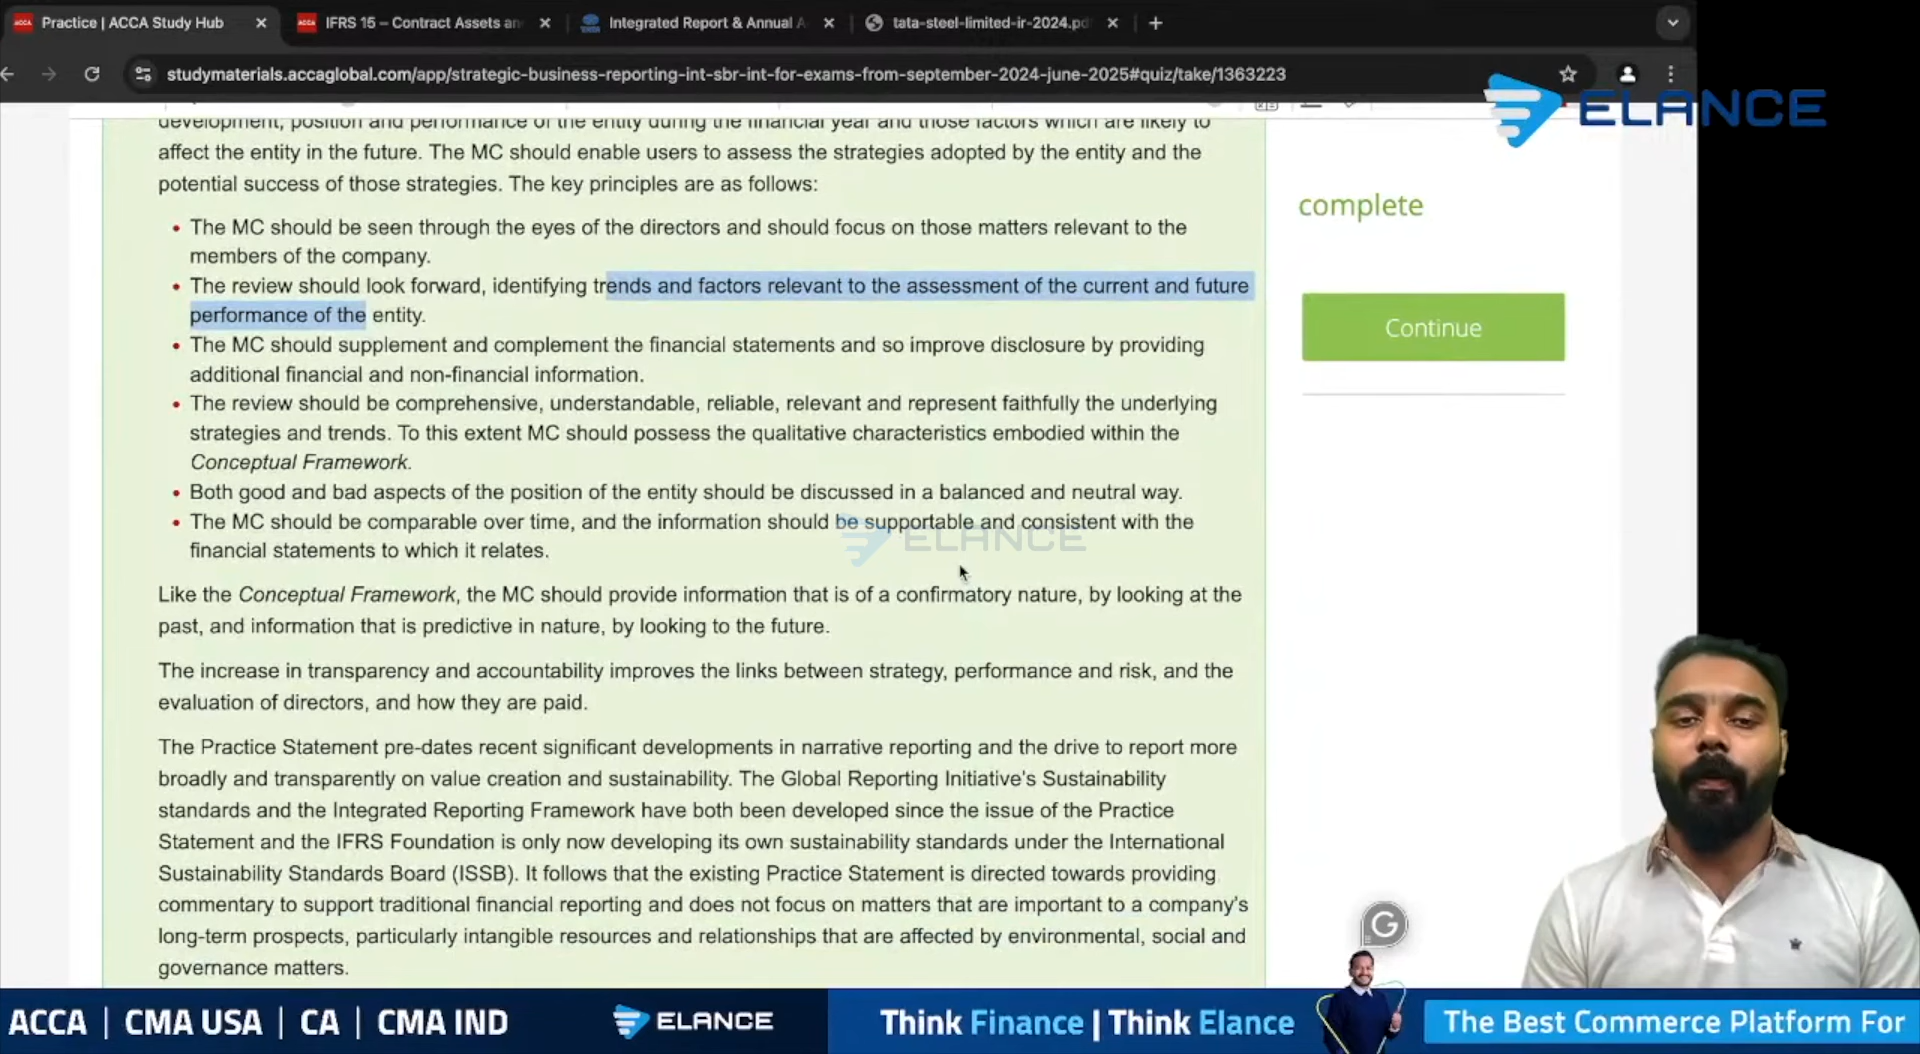 Practice | ACCA Study Hub
IFRS 15 – Contract Assets an
Integrated Report & Annual A
tata-steel-limited-ir-2024.pd
studymaterials.accaglobal.com/app/strategic-business-reporting-int-sbr-int-for-exams-from-september-2024-june-2025#quiz/take/1363223
ELANCE
development, position and performance of the entity during the financial year and those factors which are likely to
affect the entity in the future. The MC should enable users to assess the strategies adopted by the entity and the
potential success of those strategies. The key principles are as follows:
• The MC should be seen through the eyes of the directors and should focus on those matters relevant to the
members of the company.
• The review should look forward, identifying trends and factors relevant to the assessment of the current and future
performance of the entity.
• The MC should supplement and complement the financial statements and so improve disclosure by providing
additional financial and non-financial information.
• The review should be comprehensive, understandable, reliable, relevant and represent faithfully the underlying
strategies and trends. To this extent MC should possess the qualitative characteristics embodied within the
Conceptual Framework.
• Both good and bad aspects of the position of the entity should be discussed in a balanced and neutral way.
• The MC should be comparable over time, and the information should be supportable and consistent with the
financial statements to which it relates.
ELANCE
Like the Conceptual Framework, the MC should provide information that is of a confirmatory nature, by looking at the
past, and information that is predictive in nature, by looking to the future.
The increase in transparency and accountability improves the links between strategy, performance and risk, and the
evaluation of directors, and how they are paid.
The Practice Statement pre-dates recent significant developments in narrative reporting and the drive to report more
broadly and transparently on value creation and sustainability. The Global Reporting Initiative's Sustainability
standards and the Integrated Reporting Framework have both been developed since the issue of the Practice
Statement and the IFRS Foundation is only now developing its own sustainability standards under the International
Sustainability Standards Board (ISSB). It follows that the existing Practice Statement is directed towards providing
commentary to support traditional financial reporting and does not focus on matters that are important to a company's
long-term prospects, particularly intangible resources and relationships that are affected by environmental, social and
governance matters.
complete
Continue
G
ACCA | CMA USA | CA | CMA IND
ELANCE
Think Finance | Think Elance
The Best Commerce Platform For